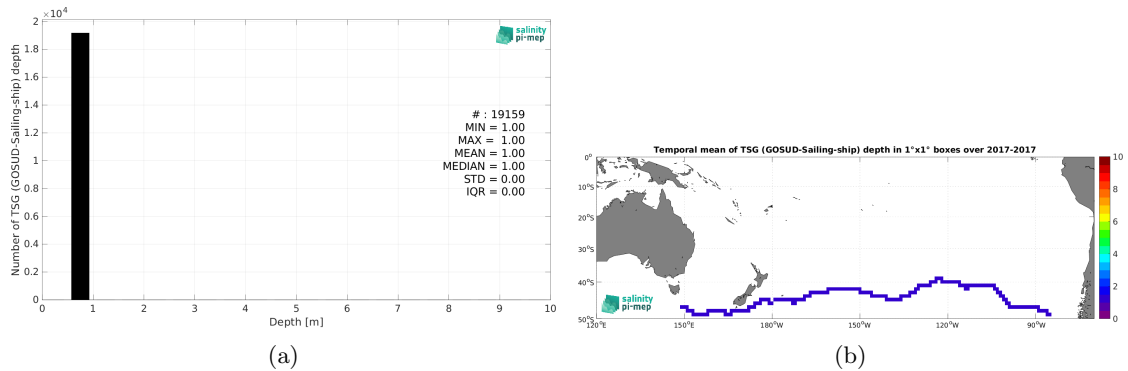 2 ×10⁴
1.8
1.6
1.4
1.2
1
0.8
0.6
0.4
0.2
0
Number of TSG (GOSUD-Sailing-ship) depth
salinity
pi-mep
# : 19159
MIN = 1.00
MAX = 1.00
MEAN = 1.00
MEDIAN = 1.00
STD = 0.00
IQR = 0.00
0 1 2 3 4 5 6 7 8 9 10
Depth [m]
(a)
Temporal mean of TSG (GOSUD-Sailing-ship) depth in 1°x1° boxes over 2017-2017
0°
10°S
20°S
30°S
40°S
50°S
salinity
pi-mep
120°E 150°E 180°W 150°W 120°W 90°W
10
8
6
4
2
0
(b)